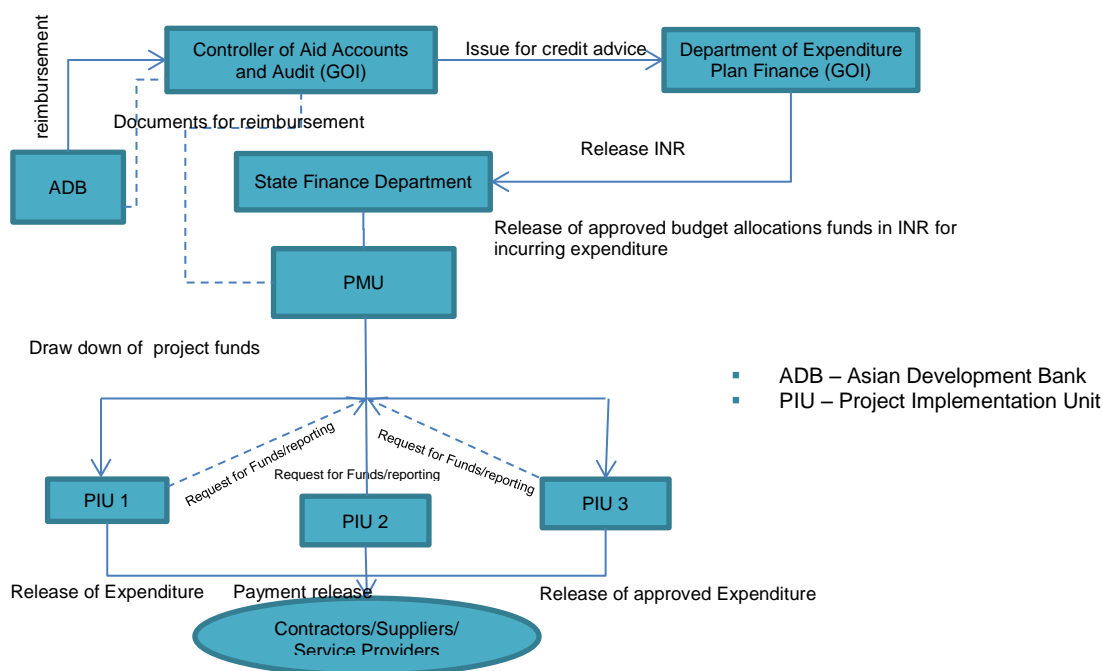 reimbursement
Controller of Aid Accounts
and Audit (GOI)
Issue for credit advice
Department of Expenditure
Plan Finance (GOI)
Documents for reimbursement
Release INR
ADB
State Finance Department
Release of approved budget allocations funds in INR for
incurring expenditure
PMU
Draw down of project funds
▪ ADB – Asian Development Bank
▪ PIU – Project Implementation Unit
Request for Funds/reporting
Request for Funds/reporting
Request for Funds/reporting
PIU 1
PIU 2
PIU 3
Release of Expenditure
Payment release
Release of approved Expenditure
Contractors/Suppliers/
Service Providers